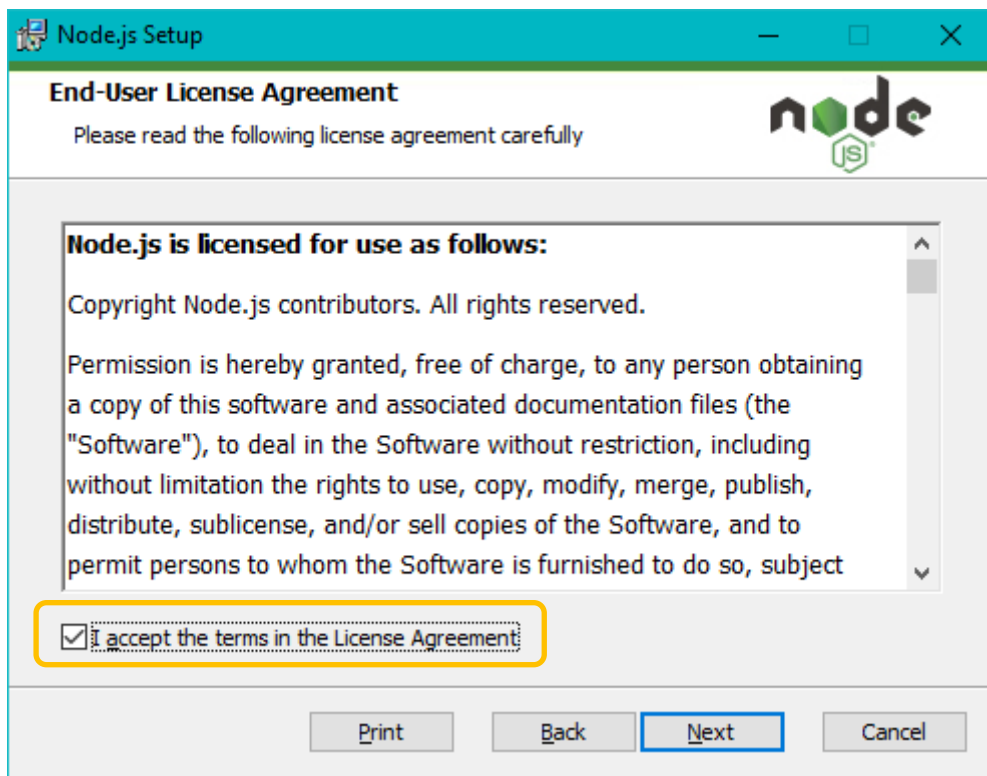 Node.js Setup
End-User License Agreement
Please read the following license agreement carefully
node
JS
Node.js is licensed for use as follows:
Copyright Node.js contributors. All rights reserved.
Permission is hereby granted, free of charge, to any person obtaining
a copy of this software and associated documentation files (the
"Software"), to deal in the Software without restriction, including
without limitation the rights to use, copy, modify, merge, publish,
distribute, sublicense, and/or sell copies of the Software, and to
permit persons to whom the Software is furnished to do so, subject
I accept the terms in the License Agreement
Print Back Next Cancel